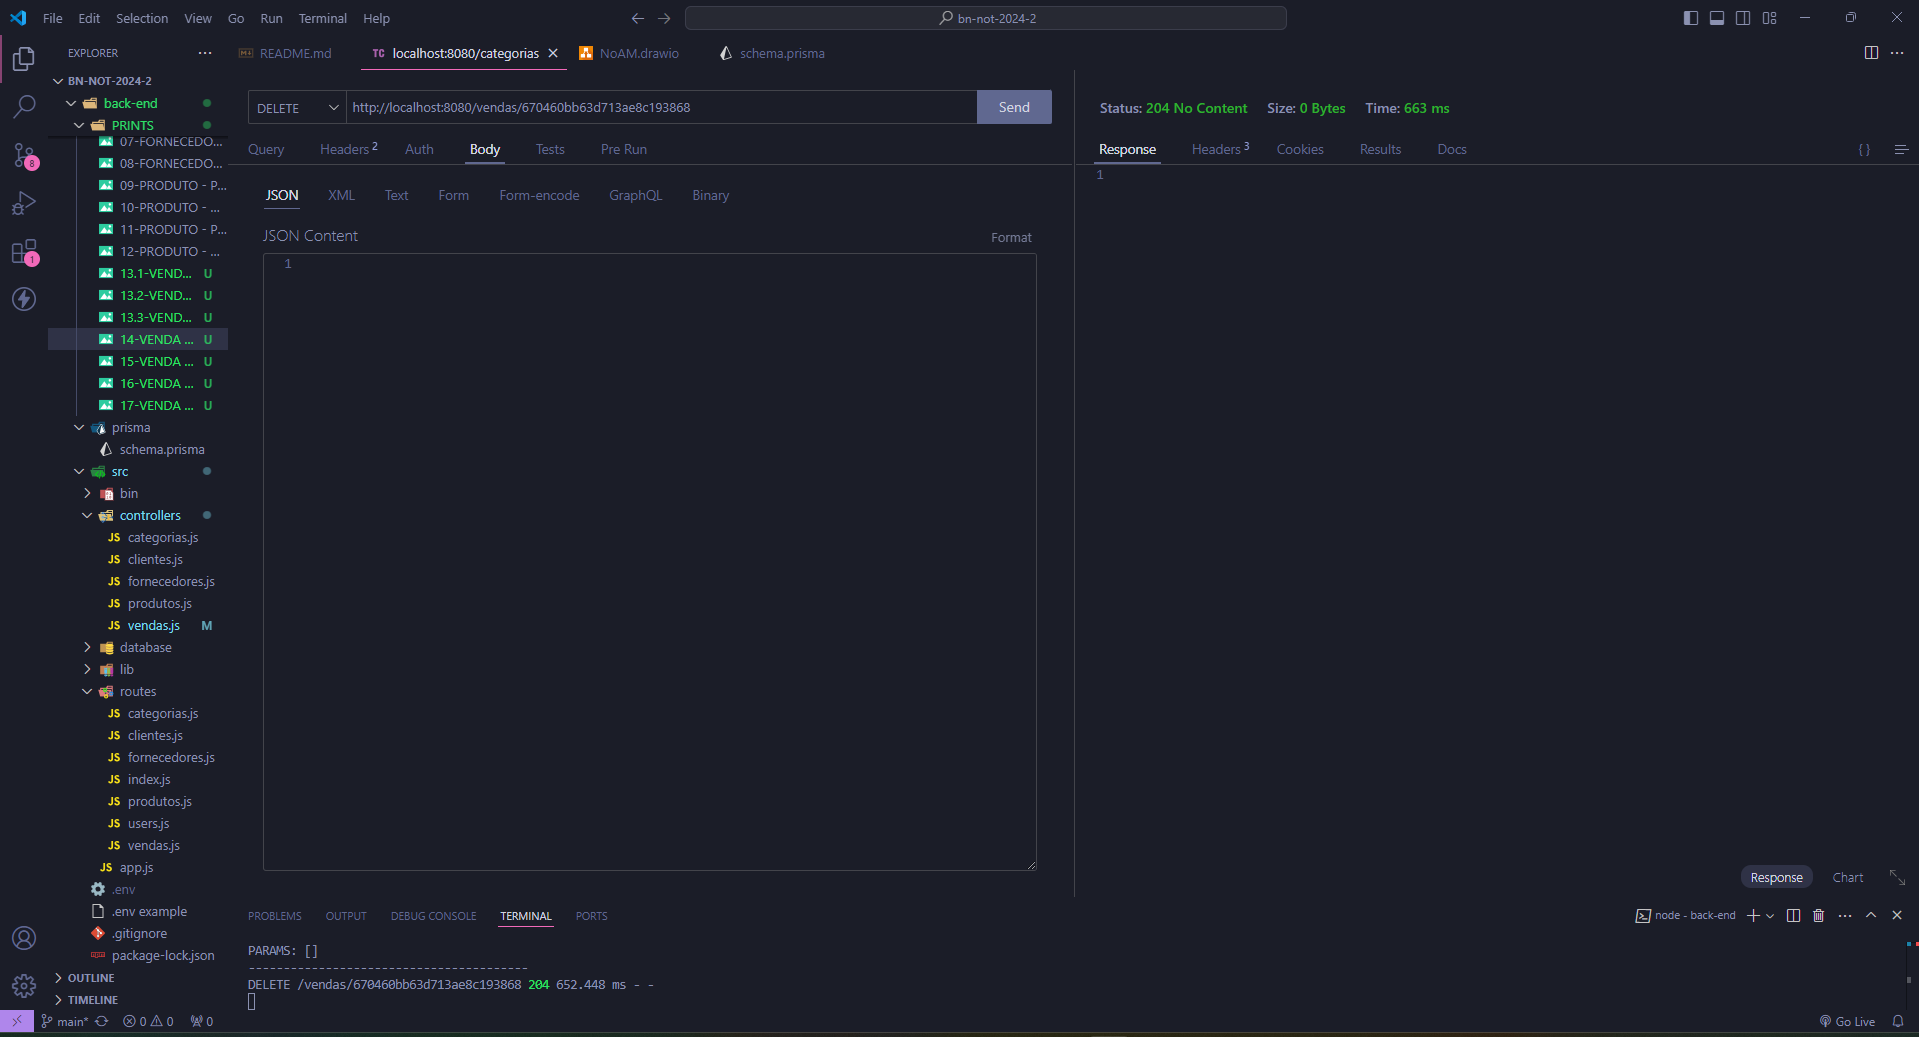 File Edit Selection View Go Run Terminal Help
bn-not-2024-2
EXPLORER
README.md
TC localhost:8080/categorias
NoAM.drawio
schema.prisma
BN-NOT-2024-2
back-end
PRINTS
07-FORNECEDO...
08-FORNECEDO...
09-PRODUTO - P...
10-PRODUTO - ...
11-PRODUTO - P...
12-PRODUTO - ...
13.1-VEND... U
13.2-VEND... U
13.3-VEND... U
14-VENDA ... U
15-VENDA ... U
16-VENDA ... U
17-VENDA ... U
prisma
schema.prisma
src
bin
controllers
JS categorias.js
JS clientes.js
JS fornecedores.js
JS produtos.js
JS vendas.js M
database
lib
routes
JS categorias.js
JS clientes.js
JS fornecedores.js
JS index.js
JS produtos.js
JS users.js
JS vendas.js
JS app.js
.env
.env example
.gitignore
package-lock.json
OUTLINE
TIMELINE
8
1
DELETE http://localhost:8080/vendas/670460bb63d713ae8c193868 Send
Query Headers 2 Auth Body Tests Pre Run
JSON XML Text Form Form-encode GraphQL Binary
JSON Content Format
1
Status: 204 No Content Size: 0 Bytes Time: 663 ms
Response Headers 3 Cookies Results Docs { }
1
Response Chart
PROBLEMS OUTPUT DEBUG CONSOLE TERMINAL PORTS
node - back-end
PARAMS: []
----------------------------------------
DELETE /vendas/670460bb63d713ae8c193868 204 652.448 ms - -
main* 0 0 0
Go Live